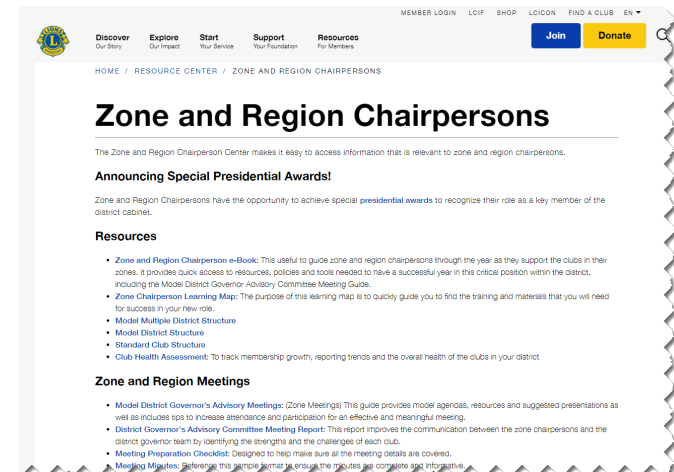 MEMBER LOGIN LCIF SHOP LCICON FIND A CLUB EN
Discover Explore Start Support Resources
Our Story Our Impact Your Service Your Foundation For Members
Join Donate
HOME / RESOURCE CENTER / ZONE AND REGION CHAIRPERSONS
Zone and Region Chairpersons
The Zone and Region Chairperson Center makes it easy to access information that is relevant to zone and region chairpersons.
Announcing Special Presidential Awards!
Zone and Region Chairpersons have the opportunity to achieve special presidential awards to recognize their role as a key member of the
district cabinet.
Resources
• Zone and Region Chairperson e-Book: This useful to guide zone and region chairpersons through the year as they support the clubs in their
zones. It provides quick access to resources, policies and tools needed to have a successful year in this critical position within the district,
including the Model District Governor Advisory Committee Meeting Guide.
• Zone Chairperson Learning Map: The purpose of this learning map is to quickly guide you to find the training and materials that you will need
for success in your new role.
• Model Multiple District Structure
• Model District Structure
• Standard Club Structure
• Club Health Assessment: To track membership growth, reporting trends and the overall health of the clubs in your district
Zone and Region Meetings
• Model District Governor's Advisory Meetings: (Zone Meetings) This guide provides model agendas, resources and suggested presentations as
well as includes tips to increase attendance and participation for an effective and meaningful meeting.
• District Governor's Advisory Committee Meeting Report: This report improves the communication between the zone chairpersons and the
district governor team by identifying the strengths and the challenges of each club.
• Meeting Preparation Checklist: Designed to help make sure all the meeting details are covered.
• Meeting Minutes: Reference this sample format to ensure the minutes are complete and informative.